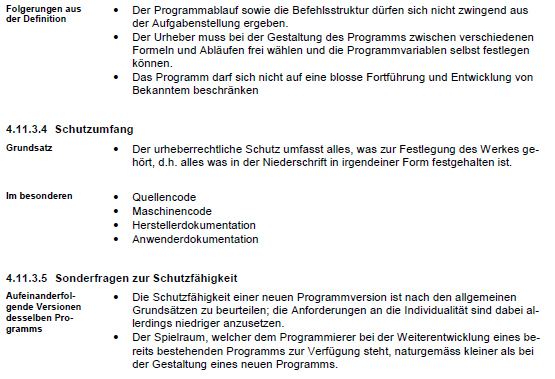 Folgerungen aus
der Definition
• Der Programmablauf sowie die Befehlsstruktur dürfen sich nicht zwingend aus
der Aufgabenstellung ergeben.
• Der Urheber muss bei der Gestaltung des Programms zwischen verschiedenen
Formeln und Abläufen frei wählen und die Programmvariablen selbst festlegen
können.
• Das Programm darf sich nicht auf eine blosse Fortführung und Entwicklung von
Bekanntem beschränken
4.11.3.4 Schutzumfang
Grundsatz
• Der urheberrechtliche Schutz umfasst alles, was zur Festlegung des Werkes ge-
hört, d.h. alles was in der Niederschrift in irgendeiner Form festgehalten ist.
Im besonderen
• Quellencode
• Maschinencode
• Herstellerdokumentation
• Anwenderdokumentation
4.11.3.5 Sonderfragen zur Schutzfähigkeit
Aufeinanderfol-
gende Versionen
desselben Pro-
gramms
• Die Schutzfähigkeit einer neuen Programmversion ist nach den allgemeinen
Grundsätzen zu beurteilen; die Anforderungen an die Individualität sind dabei al-
lerdings niedriger anzusetzen.
• Der Spielraum, welcher dem Programmierer bei der Weiterentwicklung eines be-
reits bestehenden Programms zur Verfügung steht, naturgemäss kleiner als bei
der Gestaltung eines neuen Programms.